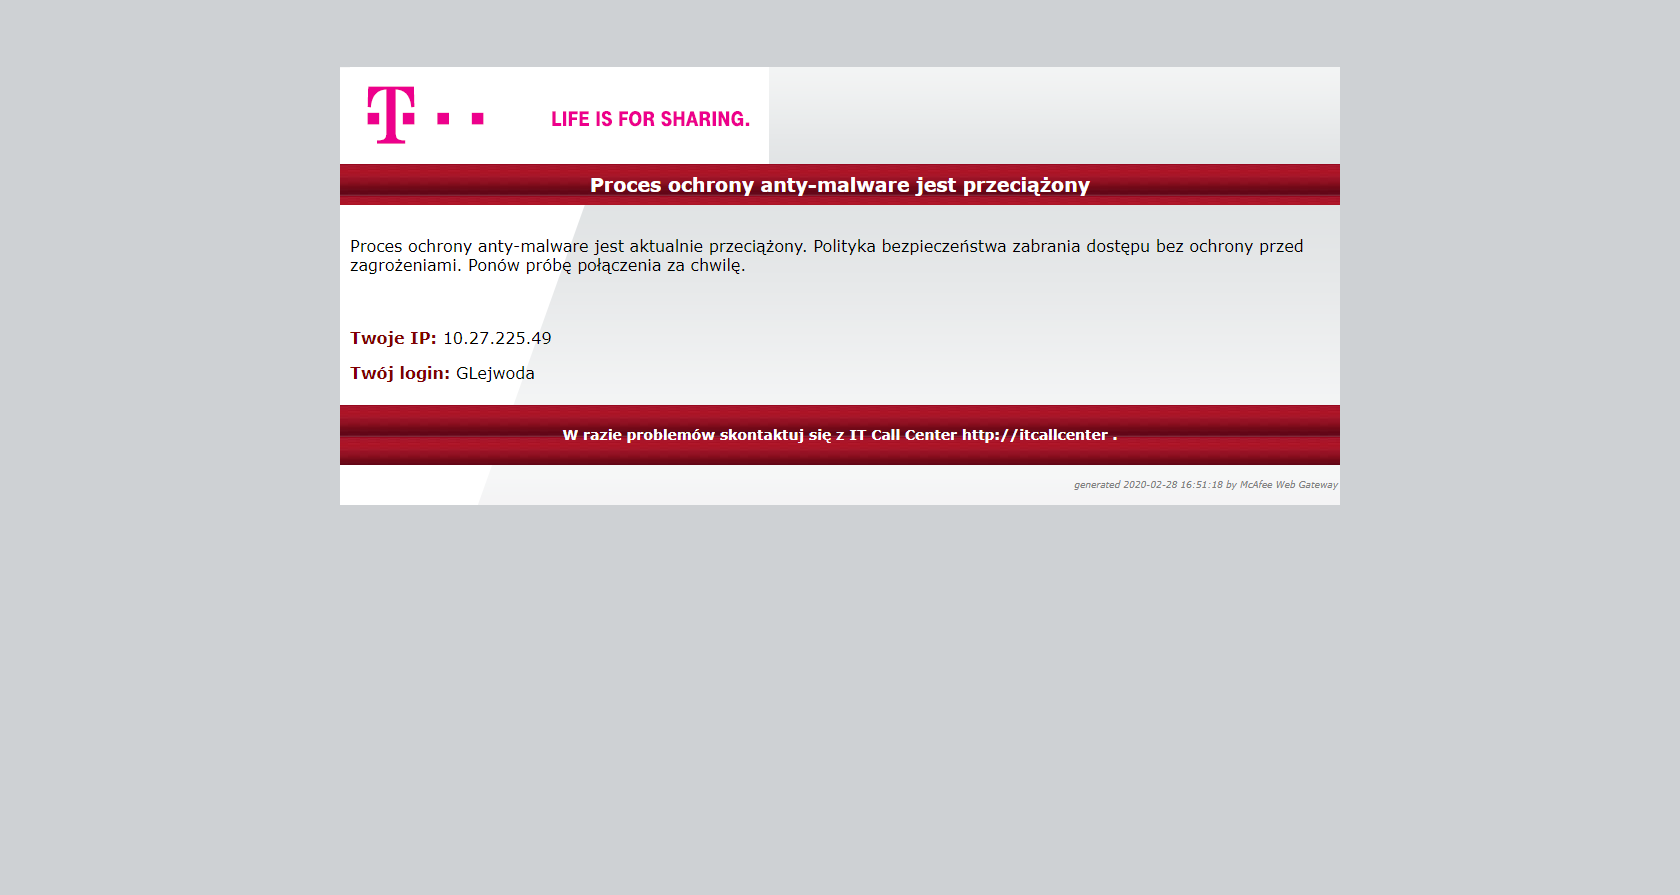 T
LIFE IS FOR SHARING.
Proces ochrony anty-malware jest przeciążony
Proces ochrony anty-malware jest aktualnie przeciążony. Polityka bezpieczeństwa zabrania dostępu bez ochrony przed
zagrożeniami. Ponów próbę połączenia za chwilę.
Twoje IP: 10.27.225.49
Twój login: GLejwoda
W razie problemów skontaktuj się z IT Call Center http://itcallcenter .
generated 2020-02-28 16:51:18 by McAfee Web Gateway